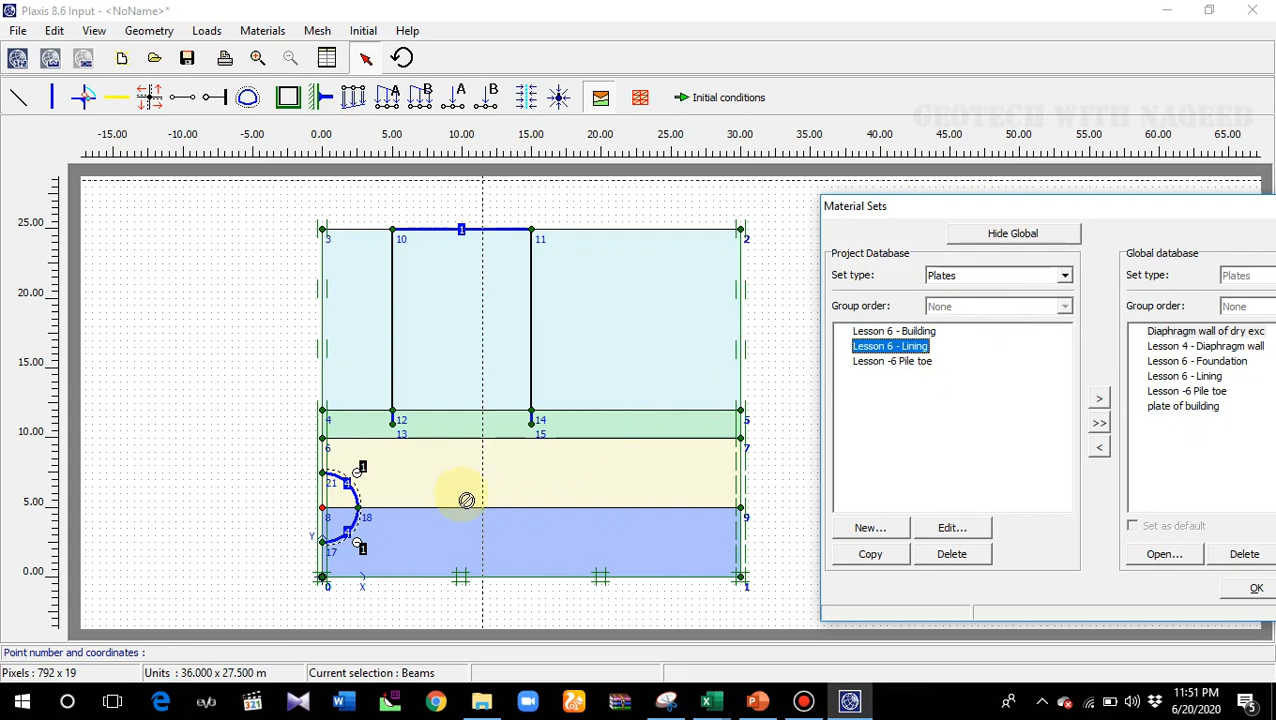 Plaxis 8.6 Input - <NoName>*
File Edit View Geometry Loads Materials Mesh Initial Help
A B A B Initial conditions
GEOTECH WITH NAQEEB
-15.00 -10.00 -5.00 0.00 5.00 10.00 15.00 20.00 25.00 30.00 35.00 40.00 45.00 50.00 55.00 60.00 65.00
25.00
20.00
15.00
10.00
5.00
0.00
1
3 10 11 2
4 12 14 5
13 15
6 7
1
21 4
8 18 9
Y 4
17 1
0 X 1
Material Sets
Hide Global
Project Database Global database
Set type: Plates Set type: Plates
Group order: None Group order: None
Lesson 6 - Building Diaphragm wall of dry exc
Lesson 6 - Lining Lesson 4 - Diaphragm wall
Lesson -6 Pile toe Lesson 6 - Foundation
Lesson 6 - Lining
Lesson -6 Pile toe
plate of building
>
>>
<
New... Edit... Set as default
Copy Delete Open... Delete
OK
Point number and coordinates :
Pixels : 792 x 19 Units : 36.000 x 27.500 m Current selection : Beams
11:51 PM
6/20/2020
5